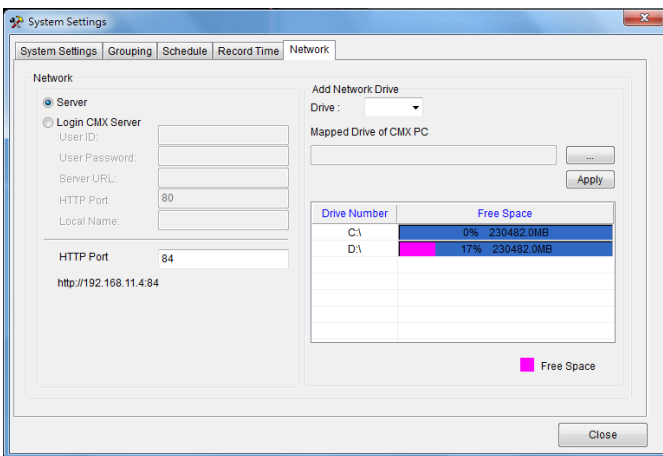 System Settings
System Settings Grouping Schedule Record Time Network
Network
Server
Login CMX Server
User ID:
User Password:
Server URL:
HTTP Port 80
Local Name:
HTTP Port 84
http://192.168.11.4:84
Add Network Drive
Drive :
Mapped Drive of CMX PC
...
Apply
Drive Number Free Space
C:\ 0% 230482.0MB
D:\ 17% 230482.0MB
Free Space
Close